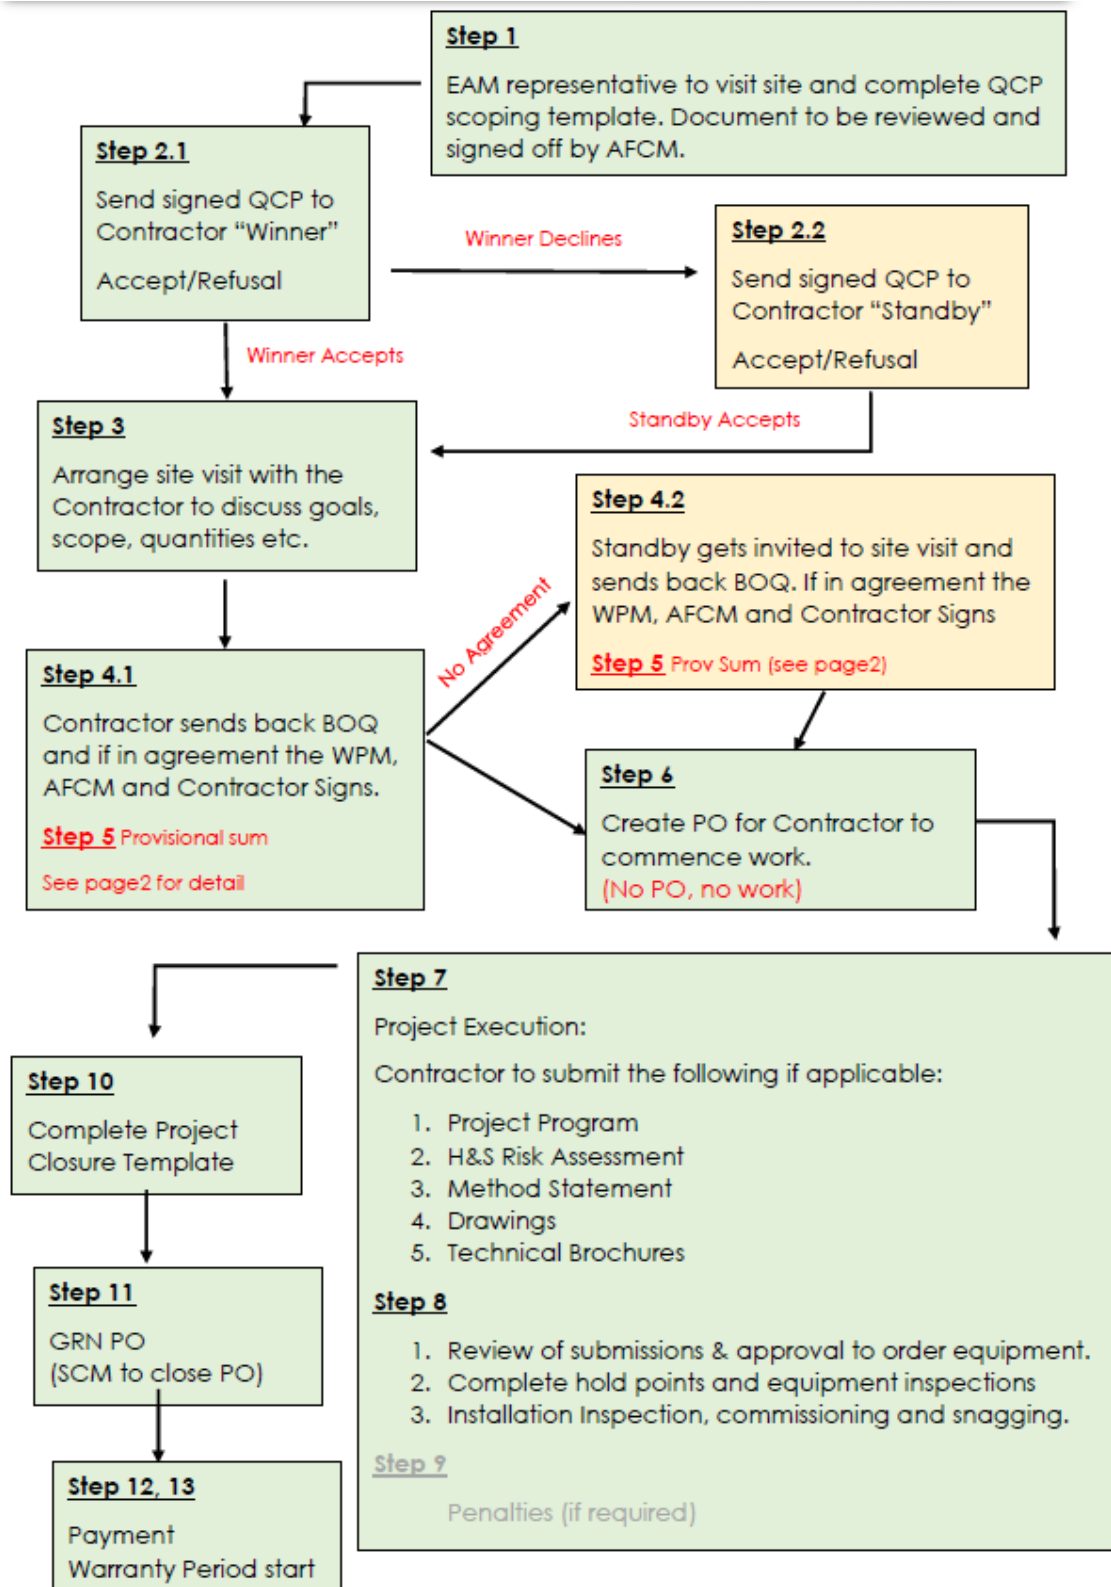 Step 1
EAM representative to visit site and complete QCP
scoping template. Document to be reviewed and
signed off by AFCM.
Step 2.1
Send signed QCP to
Contractor “Winner”
Accept/Refusal
Winner Declines
Step 2.2
Send signed QCP to
Contractor “Standby”
Accept/Refusal
Winner Accepts
Standby Accepts
Step 3
Arrange site visit with the
Contractor to discuss goals,
scope, quantities etc.
Step 4.1
Contractor sends back BOQ
and if in agreement the WPM,
AFCM and Contractor Signs.
Step 5 Provisional sum
See page2 for detail
No Agreement
Step 4.2
Standby gets invited to site visit and
sends back BOQ. If in agreement the
WPM, AFCM and Contractor Signs
Step 5 Prov Sum (see page2)
Step 6
Create PO for Contractor to
commence work.
(No PO, no work)
Step 7
Project Execution:
Contractor to submit the following if applicable:
1. Project Program
2. H&S Risk Assessment
3. Method Statement
4. Drawings
5. Technical Brochures
Step 8
1. Review of submissions & approval to order equipment.
2. Complete hold points and equipment inspections
3. Installation Inspection, commissioning and snagging.
Step 9
Penalties (if required)
Step 10
Complete Project
Closure Template
Step 11
GRN PO
(SCM to close PO)
Step 12, 13
Payment
Warranty Period start